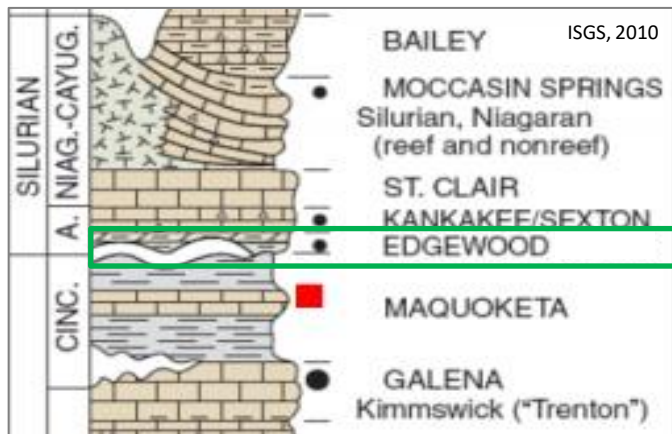 ISGS, 2010
SILURIAN
NIAG.-CAYUG.
A.
CINC.
BAILEY
MOCCASIN SPRINGS
Silurian, Niagaran
(reef and nonreef)
ST. CLAIR
KANKAKEE/SEXTON
EDGEWOOD
MAQUOKETA
GALENA
Kimmswick ("Trenton")